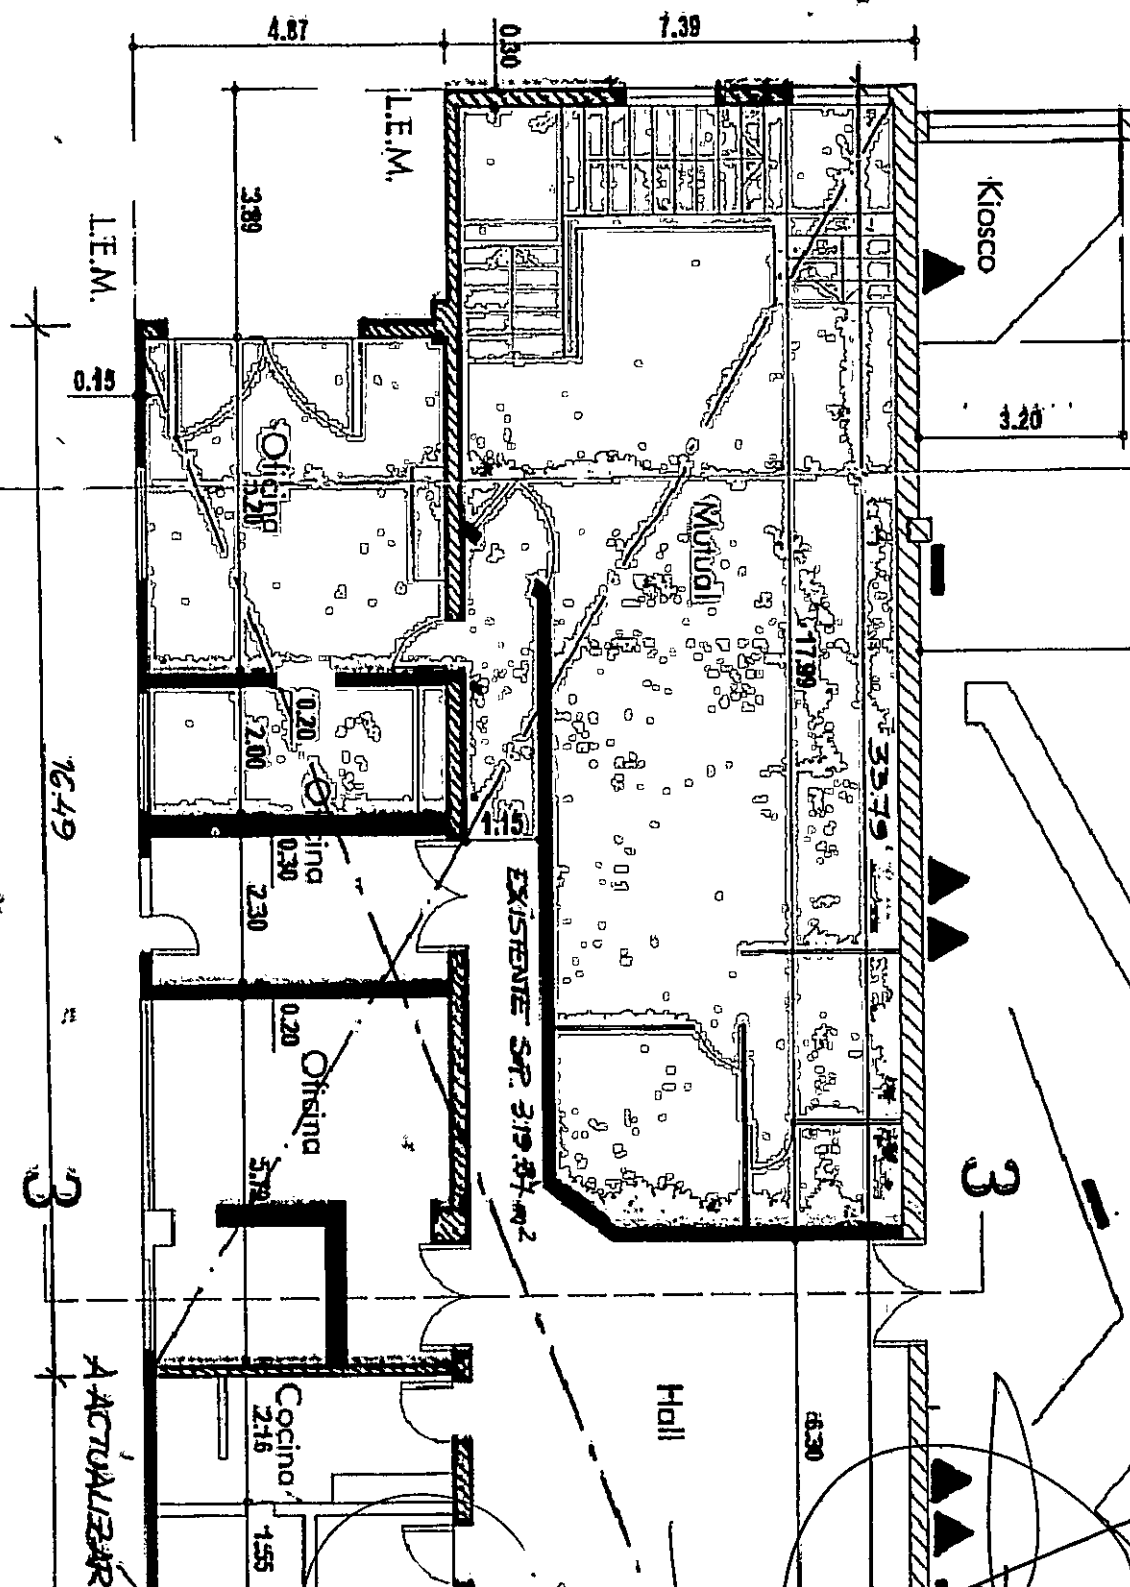 4.87
7.39
0.30
L.E.M.
Kiosco
3.89
L.E.M.
0.15
3.20
Oficina
0.20
Mutual
17.99
33.79
0.20
2.00
Oficina
16.49
1.15
0.30
2.30
EXISTENTE SUP. 319.84 m2
0.20
Oficina
5.79
3
3
Hall
6.30
A ACTUALIZAR
Cocina
2.16
1.55